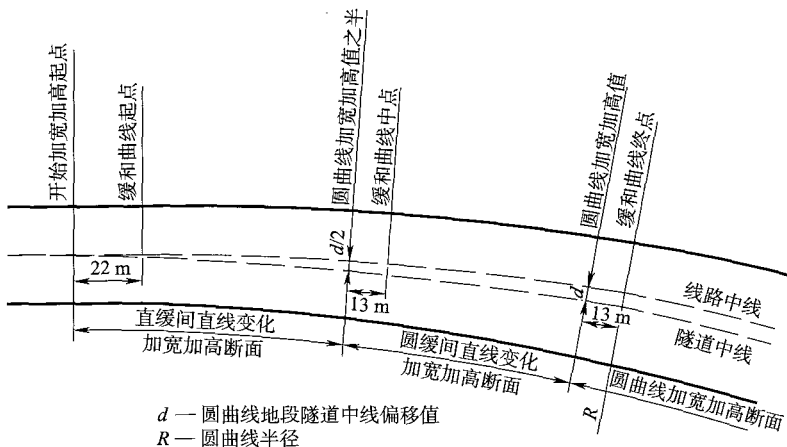 开始加宽加高起点
缓和曲线起点
圆曲线加宽加高值之半
缓和曲线中点
圆曲线加宽加高值
缓和曲线终点
22 m
d/2
13 m
d
13 m
线路中线
隧道中线
直缓间直线变化
加宽加高断面
圆缓间直线变化
加宽加高断面
圆曲线加宽加高断面
R
d — 圆曲线地段隧道中线偏移值
R — 圆曲线半径